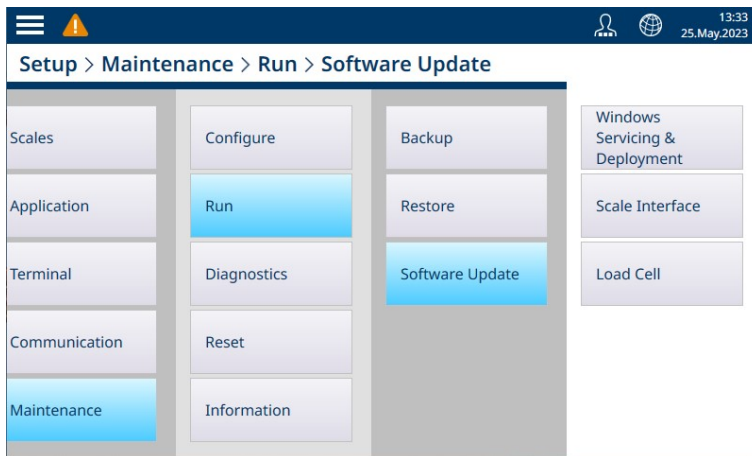 13:33
25.May.2023
Setup > Maintenance > Run > Software Update
Scales
Application
Terminal
Communication
Maintenance
Configure
Run
Diagnostics
Reset
Information
Backup
Restore
Software Update
Windows
Servicing &
Deployment
Scale Interface
Load Cell